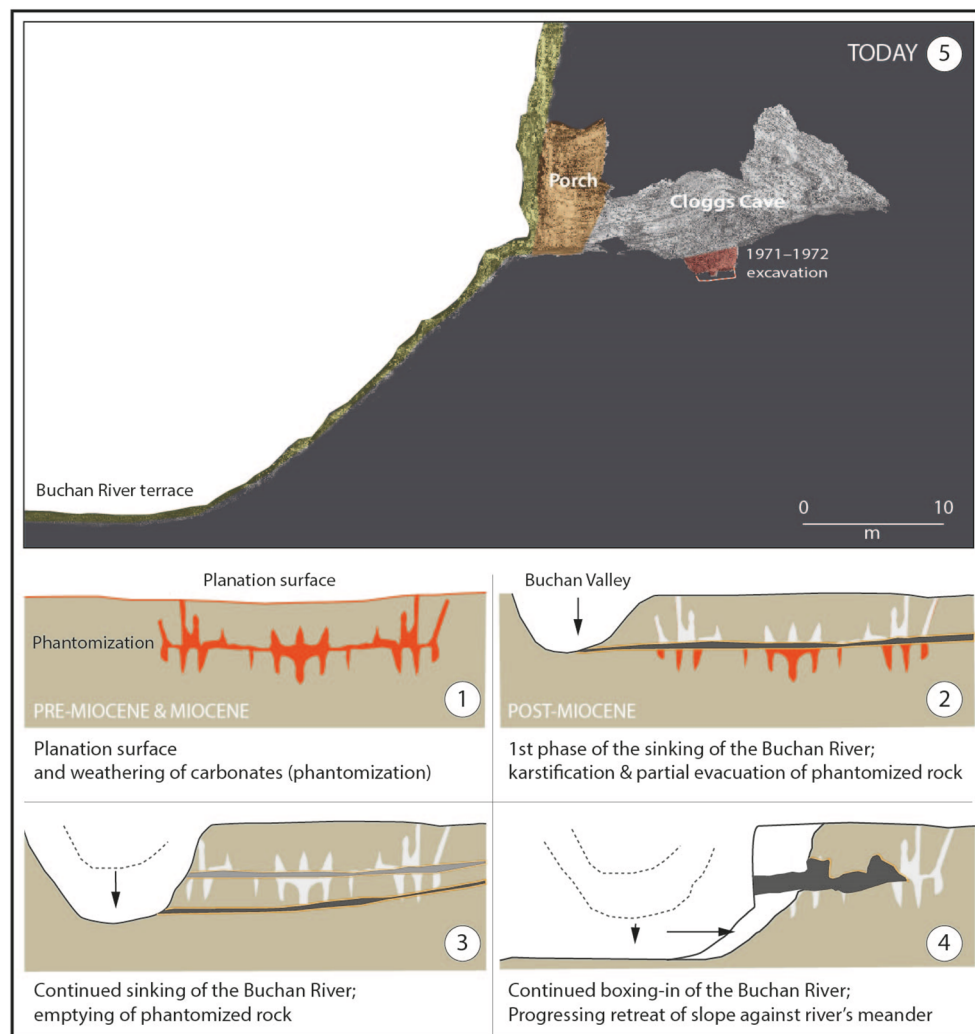 TODAY 5
Porch
Cloggs Cave
1971–1972
excavation
Buchan River terrace
0 10
m
Planation surface
Phantomization
PRE-MIOCENE & MIOCENE
1
Planation surface
and weathering of carbonates (phantomization)
Buchan Valley
POST-MIOCENE
2
1st phase of the sinking of the Buchan River;
karstification & partial evacuation of phantomized rock
3
Continued sinking of the Buchan River;
emptying of phantomized rock
4
Continued boxing-in of the Buchan River;
Progressing retreat of slope against river's meander